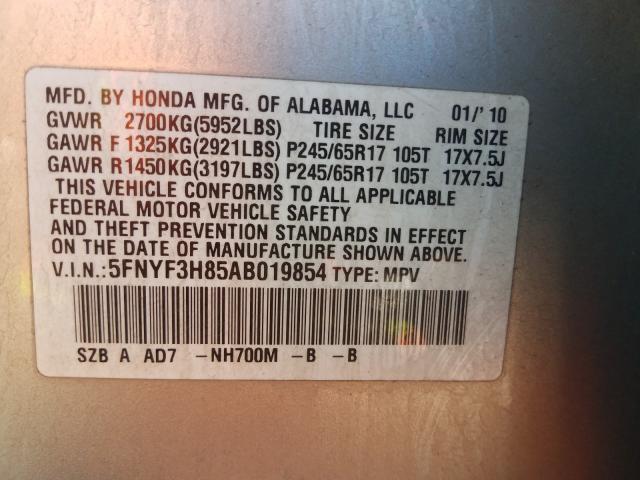 MFD. BY HONDA MFG. OF ALABAMA, LLC 01/'10
GVWR 2700KG(5952LBS) TIRE SIZE RIM SIZE
GAWR F 1325KG(2921LBS) P245/65R17 105T 17X7.5J
GAWR R1450KG(3197LBS) P245/65R17 105T 17X7.5J
THIS VEHICLE CONFORMS TO ALL APPLICABLE
FEDERAL MOTOR VEHICLE SAFETY
AND THEFT PREVENTION STANDARDS IN EFFECT
ON THE DATE OF MANUFACTURE SHOWN ABOVE.
V.I.N.:5FNYF3H85AB019854 TYPE: MPV
SZB A AD7 -NH700M -B -B